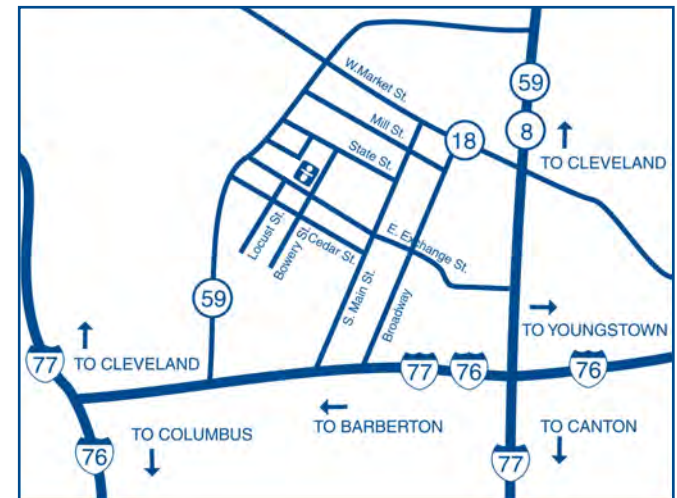 W.Market St.
59
Mill St.
18
8
State St.
TO CLEVELAND
Locust St.
Bowery St.
Cedar St.
E. Exchange St.
59
S. Main St.
Broadway
TO YOUNGSTOWN
77
TO CLEVELAND
77
76
76
TO COLUMBUS
TO BARBERTON
TO CANTON
76
77